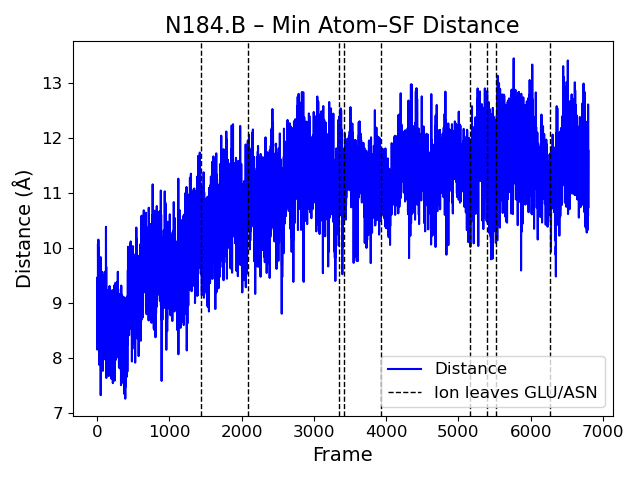 N184.B – Min Atom–SF Distance
Distance (Å)
13
12
11
10
9
8
7
Distance
Ion leaves GLU/ASN
0 1000 2000 3000 4000 5000 6000 7000
Frame